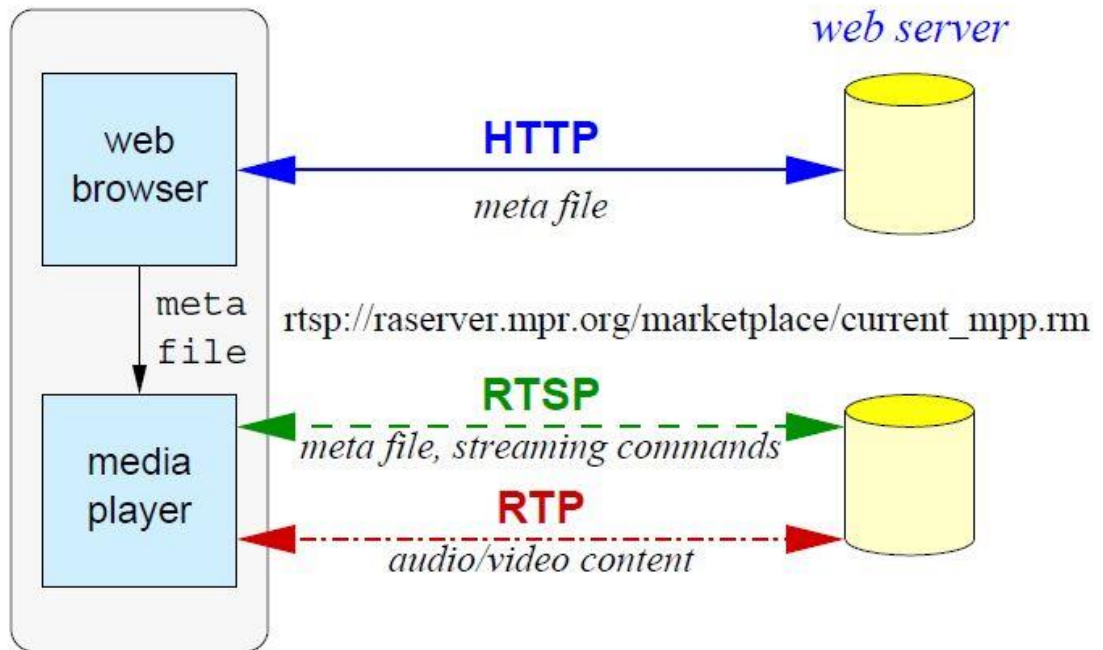 web server
web
browser
HTTP
meta file
meta
file
rtsp://raserver.mpr.org/marketplace/current_mpp.rm
media
player
RTSP
meta file, streaming commands
RTP
audio/video content